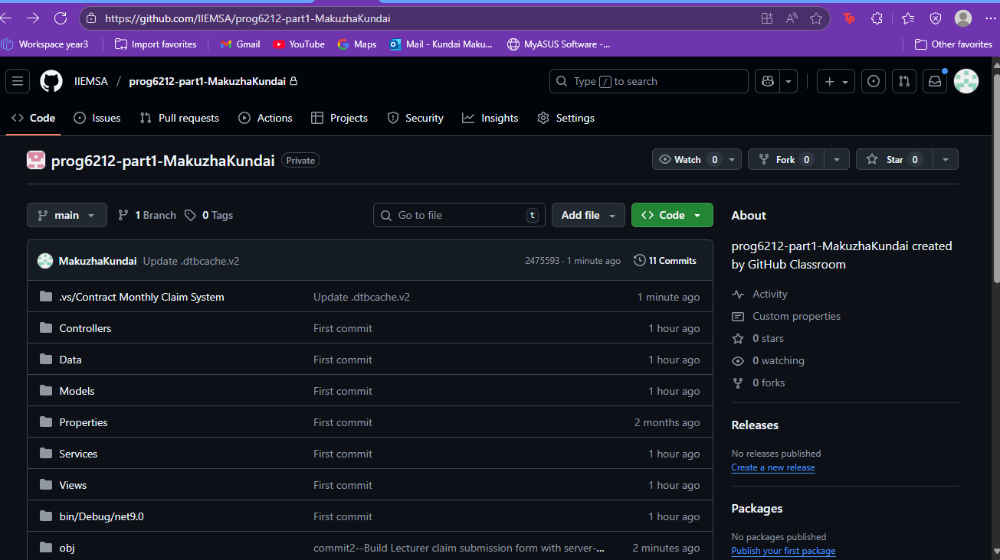 https://github.com/IIEMSA/prog6212-part1-MakuzhaKundai
Workspace year3 Import favorites Gmail YouTube Maps Mail - Kundai Maku... MyASUS Software -... Other favorites
IIEMSA / prog6212-part1-MakuzhaKundai Type / to search
Code Issues Pull requests Actions Projects Security Insights Settings
prog6212-part1-MakuzhaKundai Private Watch 0 Fork 0 Star 0
main 1 Branch 0 Tags Go to file t Add file Code
MakuzhaKundai Update .dtbcache.v2 2475593 · 1 minute ago 11 Commits
.vs/Contract Monthly Claim System Update .dtbcache.v2 1 minute ago
Controllers First commit 1 hour ago
Data First commit 1 hour ago
Models First commit 1 hour ago
Properties First commit 2 months ago
Services First commit 1 hour ago
Views First commit 1 hour ago
bin/Debug/net9.0 First commit 1 hour ago
obj commit2--Build Lecturer claim submission form with server-... 2 minutes ago
About
prog6212-part1-MakuzhaKundai created
by GitHub Classroom
Activity
Custom properties
0 stars
0 watching
0 forks
Releases
No releases published
Create a new release
Packages
No packages published
Publish your first package